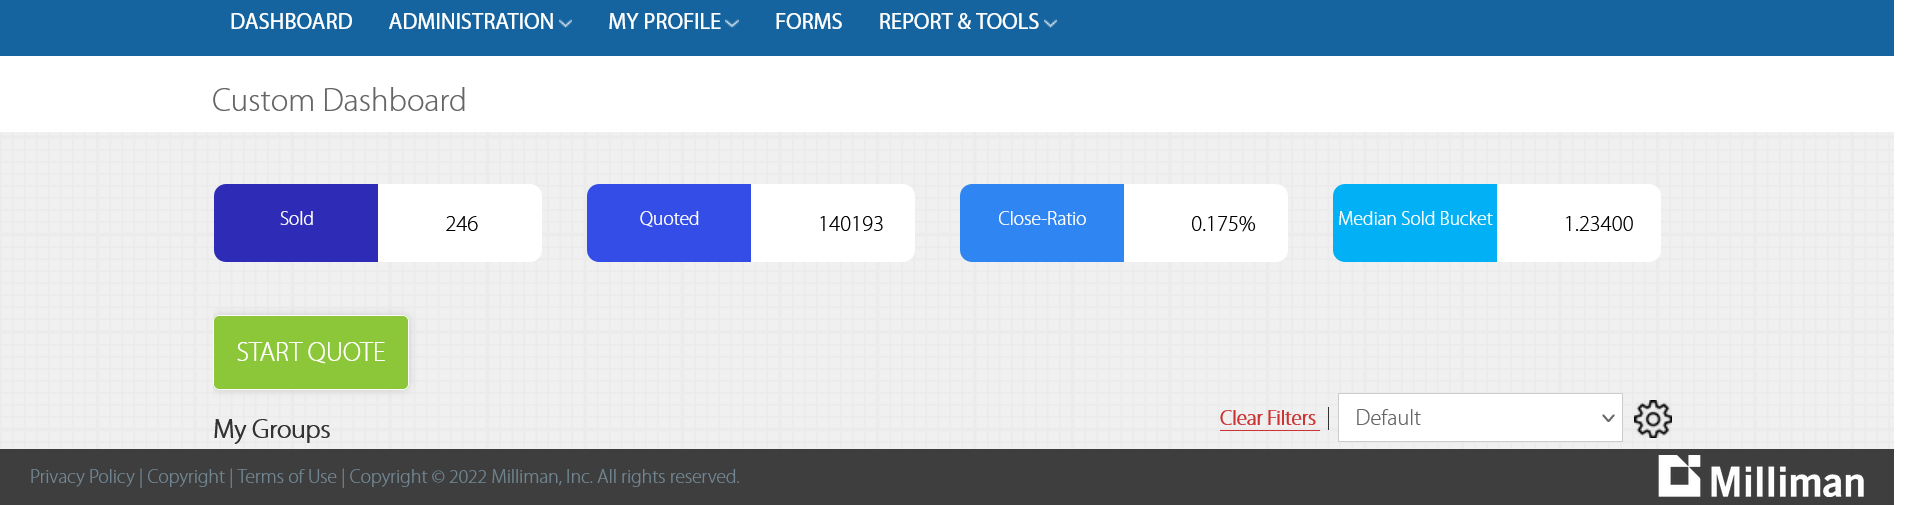 DASHBOARD ADMINISTRATION MY PROFILE FORMS REPORT & TOOLS
Custom Dashboard
Sold 246 Quoted 140193 Close-Ratio 0.175% Median Sold Bucket 1.23400
START QUOTE
Clear Filters | Default
My Groups
Privacy Policy | Copyright | Terms of Use | Copyright © 2022 Milliman, Inc. All rights reserved.
Milliman